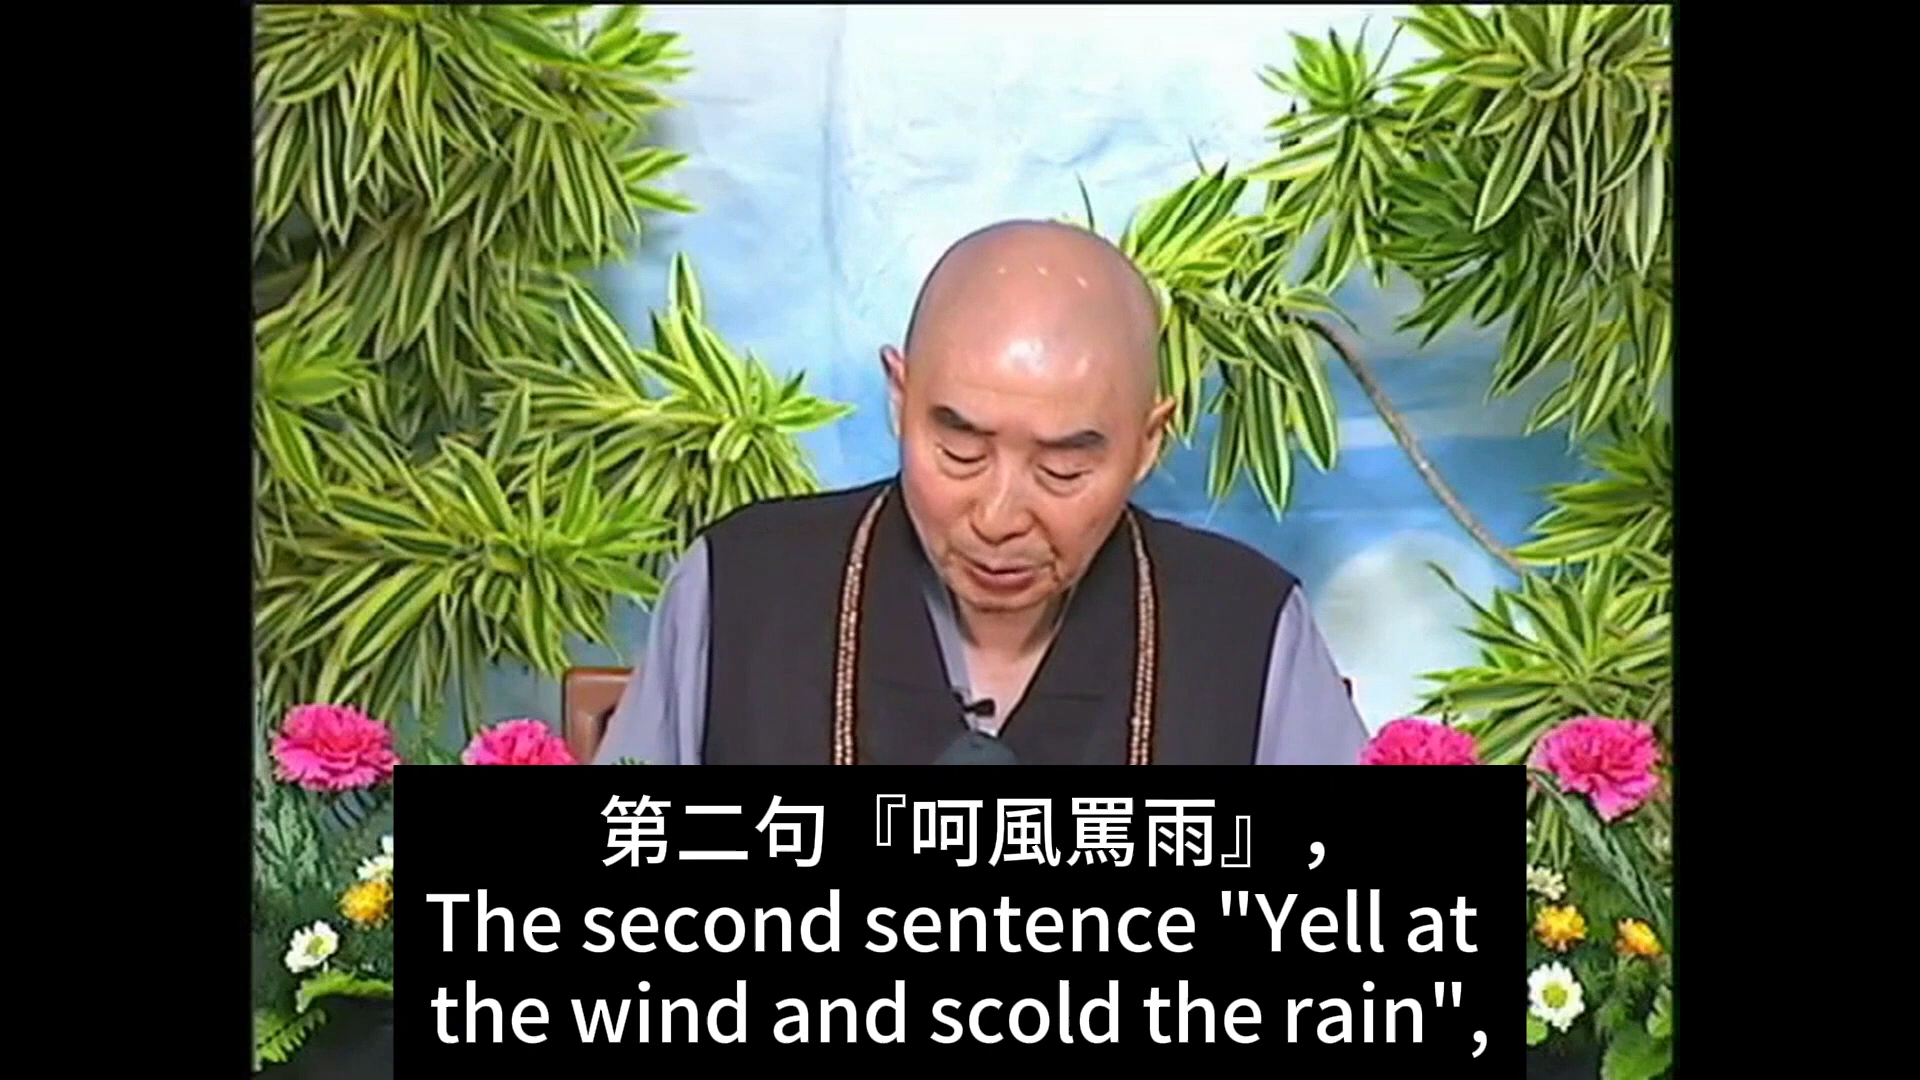 第二句『呵風罵雨』，
The second sentence "Yell at
the wind and scold the rain",